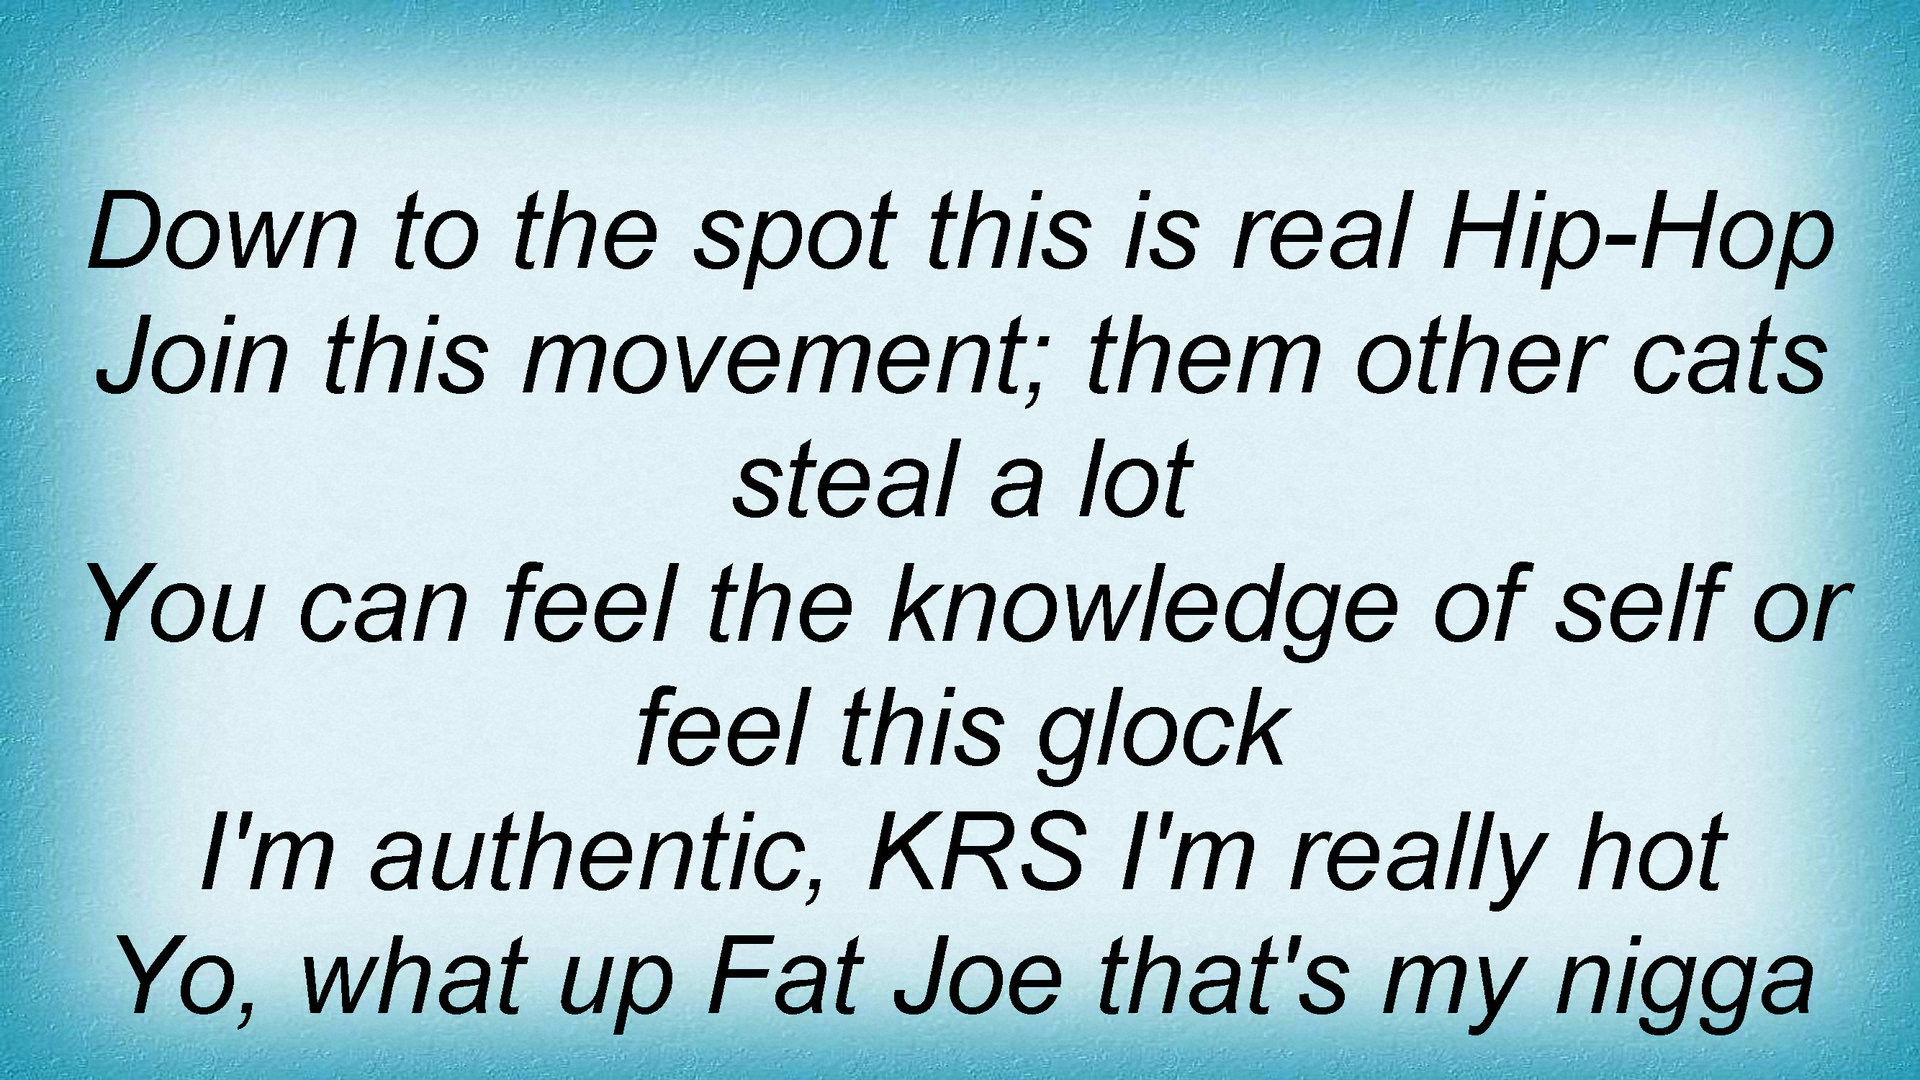 Down to the spot this is real Hip-Hop
Join this movement; them other cats
steal a lot
You can feel the knowledge of self or
feel this glock
I'm authentic, KRS I'm really hot
Yo, what up Fat Joe that's my nigga